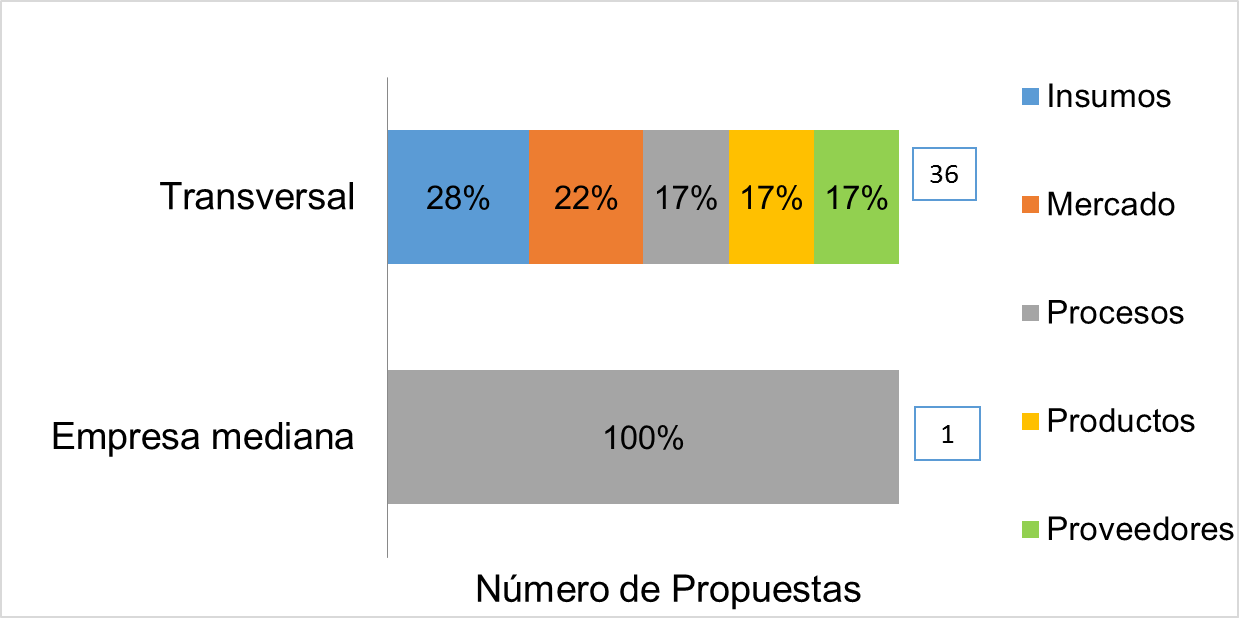 Transversal
28%
22%
17%
17%
17%
36
Empresa mediana
100%
1
Número de Propuestas
Insumos
Mercado
Procesos
Productos
Proveedores